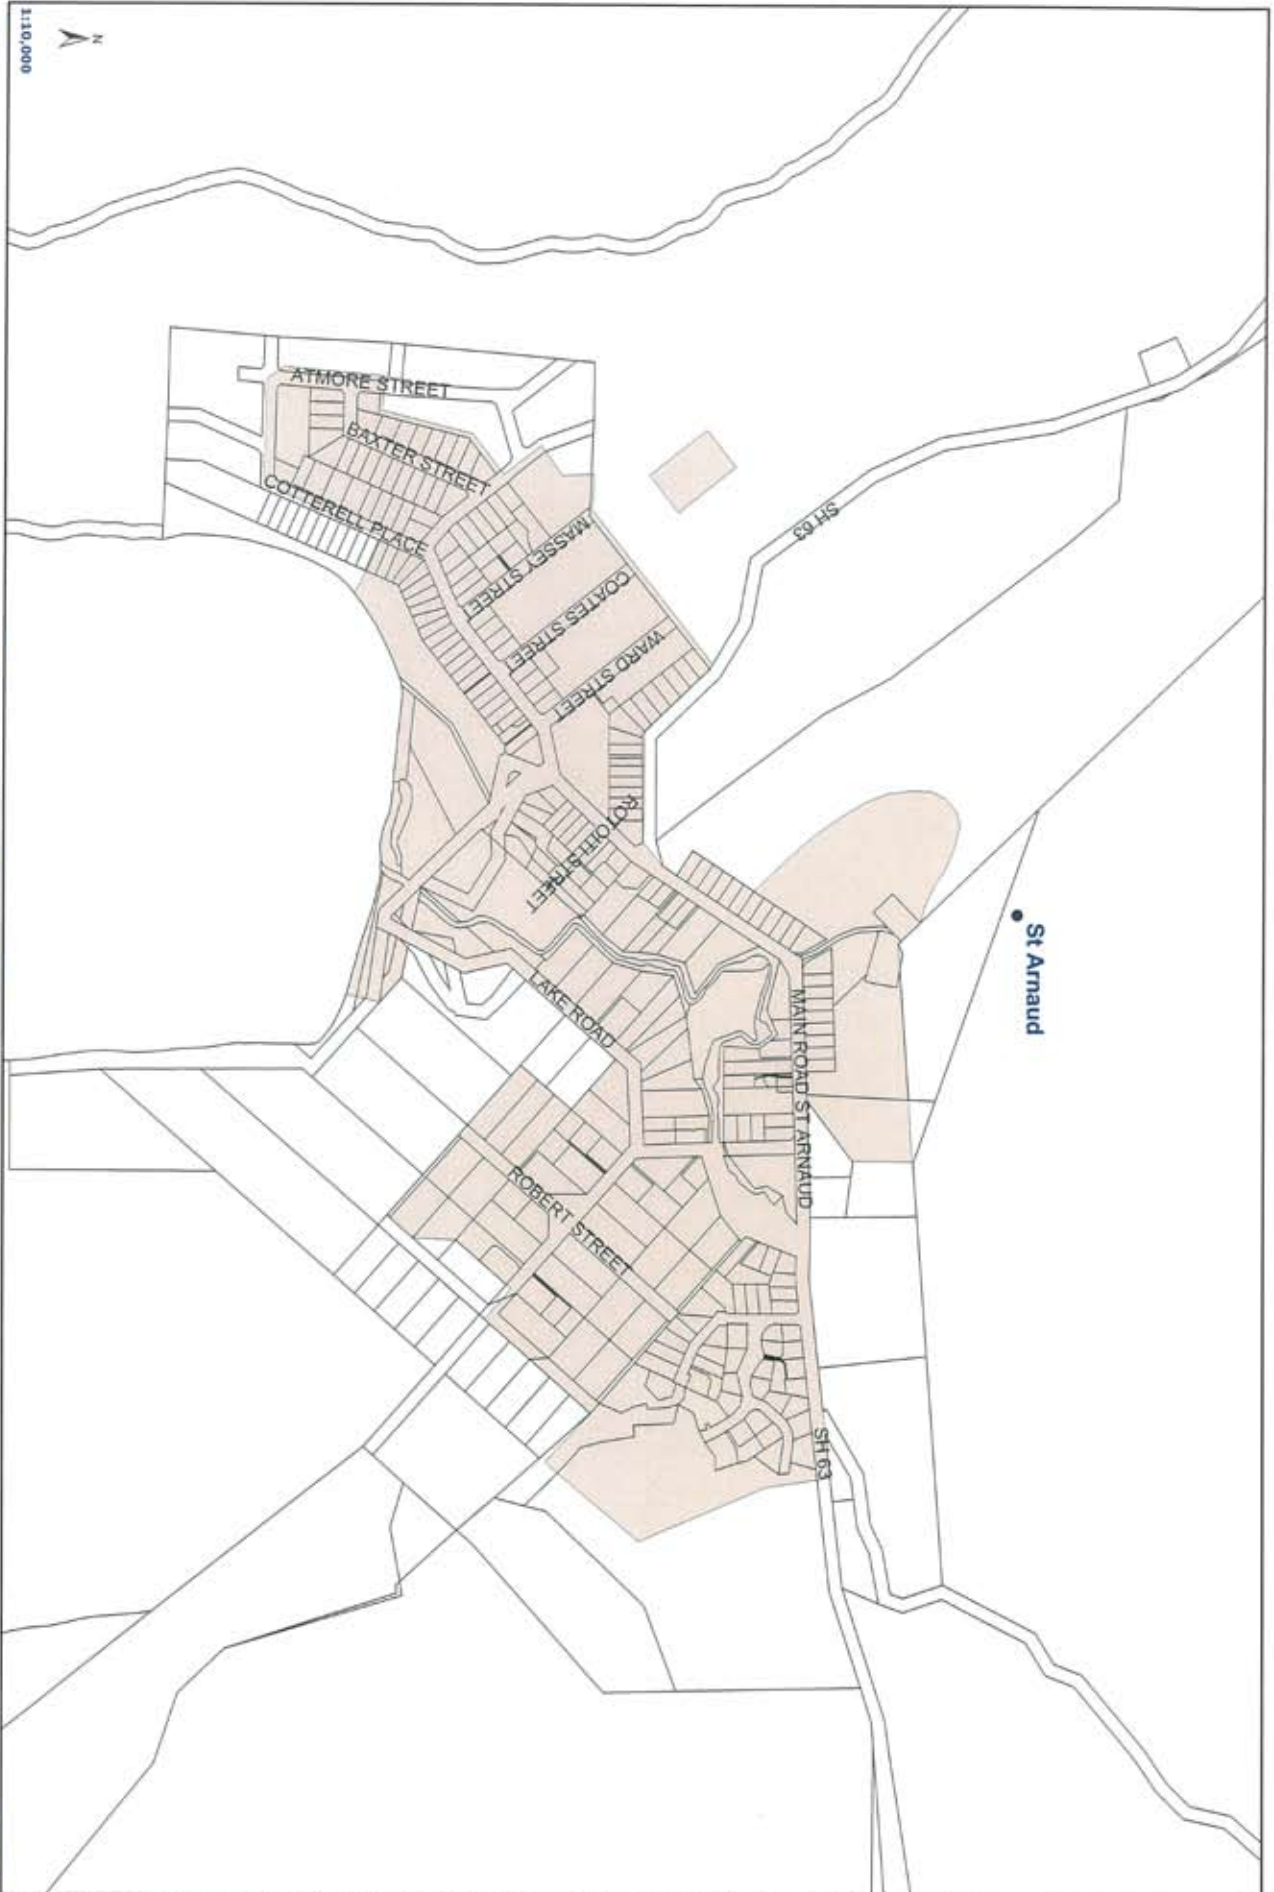 1:10,000
N
ATMORE STREET
BAXTER STREET
COTTERELL PLACE
MASSEY STREET
COATES STREET
WARD STREET
SH 63
ROTOITI STREET
St Arnaud
LAKE ROAD
MAIN ROAD ST ARNAUD
ROBERT STREET
SH 63